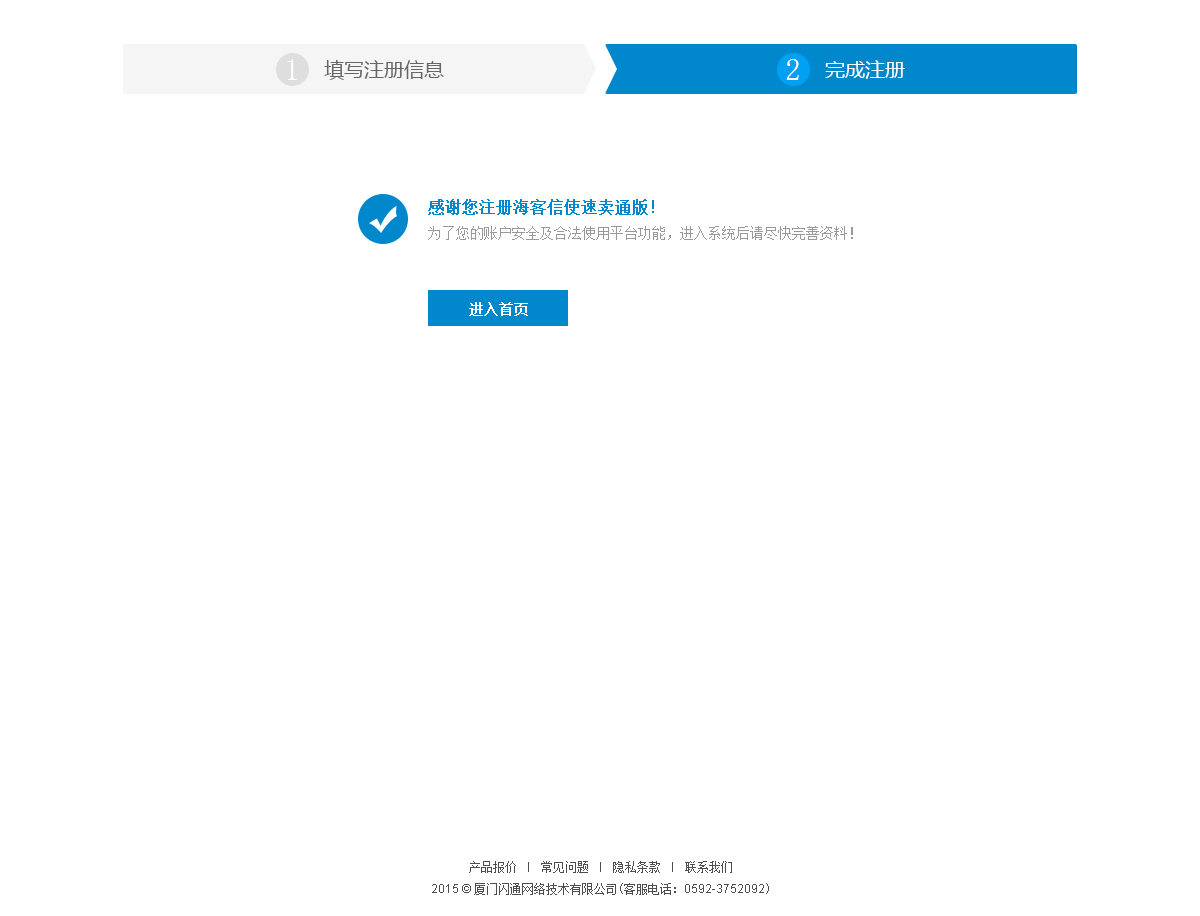 1 填写注册信息
2 完成注册
感谢您注册海客信使速卖通版!
为了您的账户安全及合法使用平台功能，进入系统后请尽快完善资料!
进入首页
产品报价 | 常见问题 | 隐私条款 | 联系我们
2015 © 厦门闪通网络技术有限公司(客服电话：0592-3752092)